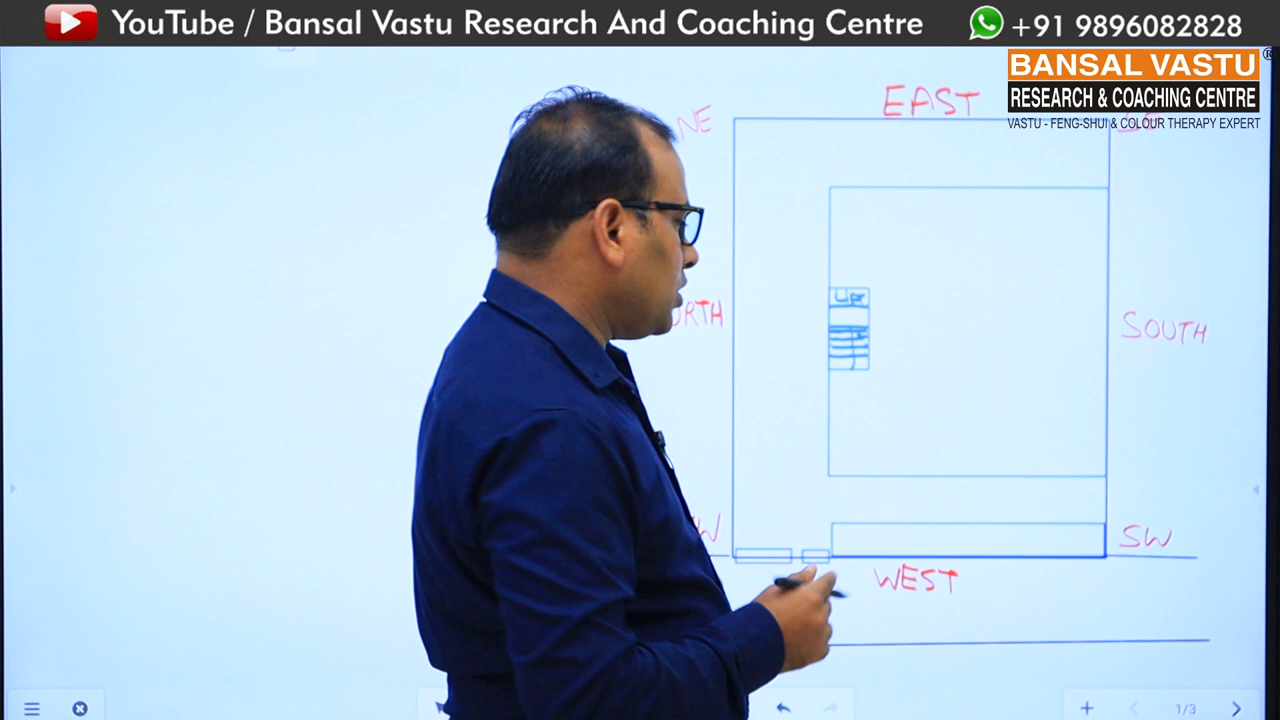 YouTube / Bansal Vastu Research And Coaching Centre
+91 9896082828
BANSAL VASTU
®
RESEARCH & COACHING CENTRE
VASTU - FENG-SHUI & COLOUR THERAPY EXPERT
EAST
NE
UP
SOUTH
SW
WEST
1/3